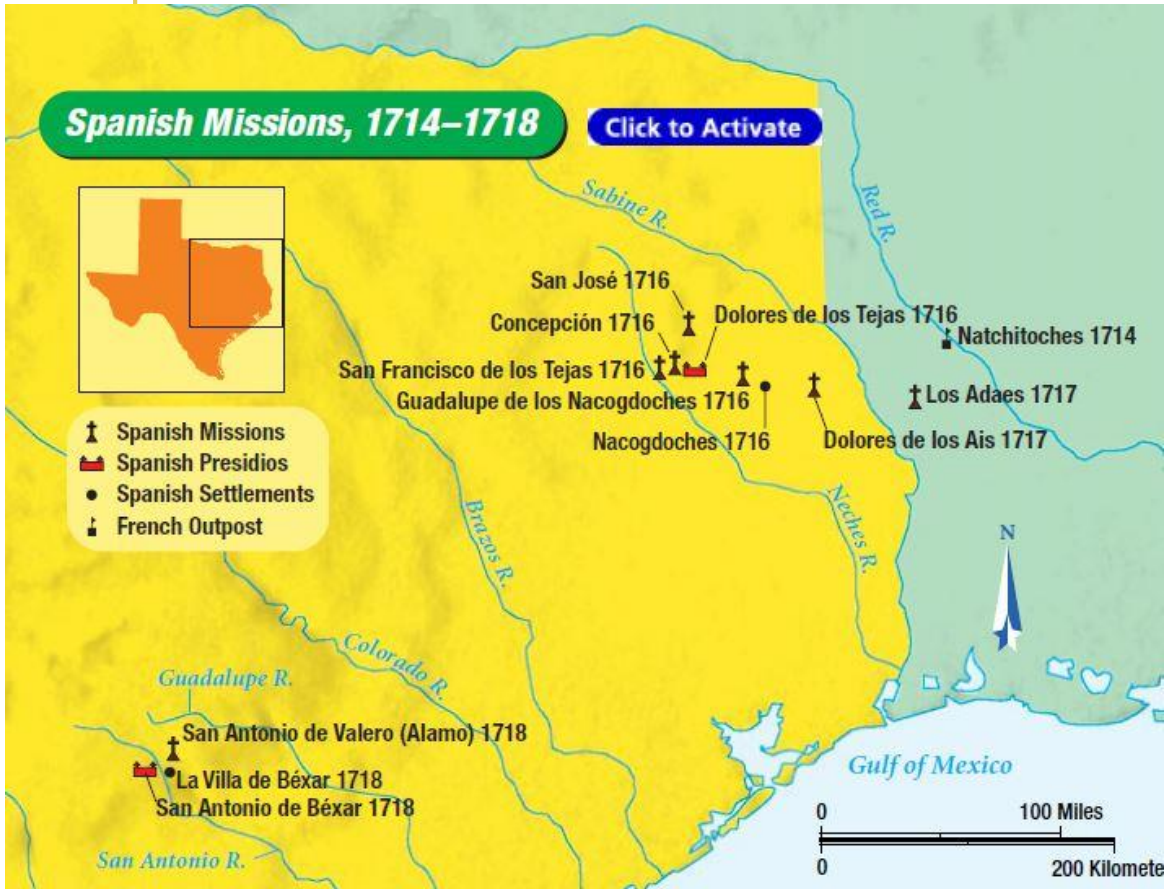 Spanish Missions, 1714–1718
Click to Activate
Sabine R.
Red R.
San José 1716
Dolores de los Tejas 1716
Concepción 1716
Natchitoches 1714
San Francisco de los Tejas 1716
Los Adaes 1717
Guadalupe de los Nacogdoches 1716
Nacogdoches 1716
Dolores de los Ais 1717
Spanish Missions
Spanish Presidios
Spanish Settlements
French Outpost
Brazos R.
Neches R.
N
Colorado R.
Guadalupe R.
San Antonio de Valero (Alamo) 1718
La Villa de Béxar 1718
San Antonio de Béxar 1718
San Antonio R.
Gulf of Mexico
0 100 Miles
0 200 Kilomete